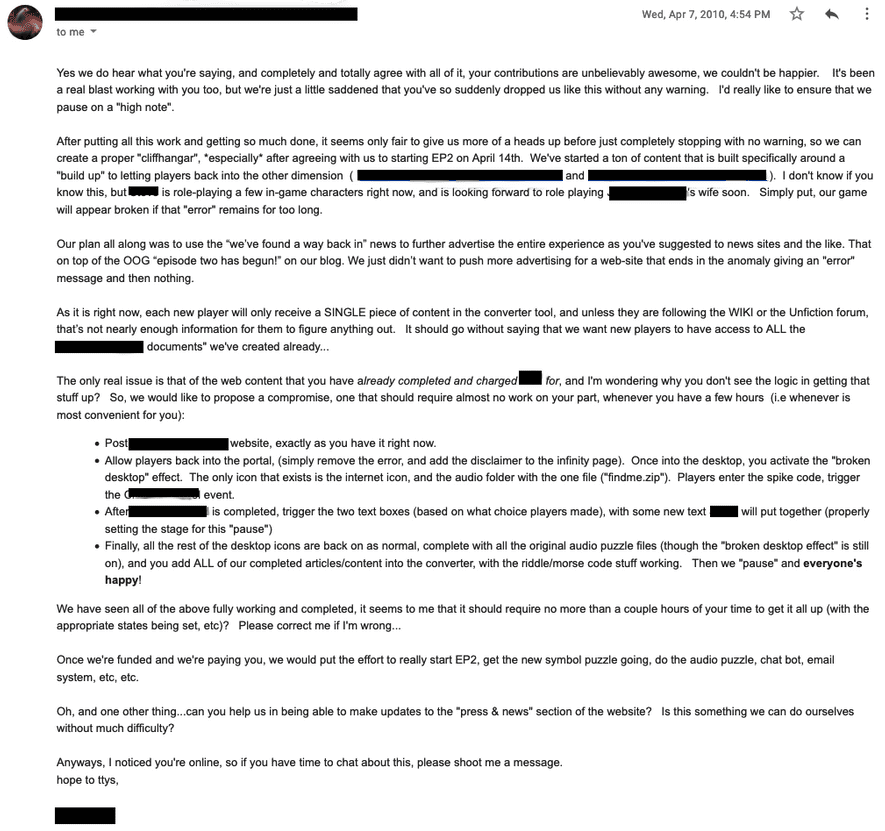 Wed, Apr 7, 2010, 4:54 PM
to me
Yes we do hear what you're saying, and completely and totally agree with all of it, your contributions are unbelievably awesome, we couldn't be happier. It's been
a real blast working with you too, but we're just a little saddened that you've so suddenly dropped us like this without any warning. I'd really like to ensure that we
pause on a "high note".
After putting all this work and getting so much done, it seems only fair to give us more of a heads up before just completely stopping with no warning, so we can
create a proper "cliffhangar", *especially* after agreeing with us to starting EP2 on April 14th. We've started a ton of content that is built specifically around a
"build up" to letting players back into the other dimension ( and ). I don't know if you
know this, but is role-playing a few in-game characters right now, and is looking forward to role playing 's wife soon. Simply put, our game
will appear broken if that "error" remains for too long.
Our plan all along was to use the “we've found a way back in” news to further advertise the entire experience as you've suggested to news sites and the like. That
on top of the OOG “episode two has begun!” on our blog. We just didn’t want to push more advertising for a web-site that ends in the anomaly giving an "error"
message and then nothing.
As it is right now, each new player will only receive a SINGLE piece of content in the converter tool, and unless they are following the WIKI or the Unfiction forum,
that’s not nearly enough information for them to figure anything out. It should go without saying that we want new players to have access to ALL the
documents" we've created already...
The only real issue is that of the web content that you have already completed and charged for, and I'm wondering why you don't see the logic in getting that
stuff up? So, we would like to propose a compromise, one that should require almost no work on your part, whenever you have a few hours (i.e whenever is
most convenient for you):
• Post website, exactly as you have it right now.
• Allow players back into the portal, (simply remove the error, and add the disclaimer to the infinity page). Once into the desktop, you activate the "broken
desktop" effect. The only icon that exists is the internet icon, and the audio folder with the one file ("findme.zip"). Players enter the spike code, trigger
the event.
• After is completed, trigger the two text boxes (based on what choice players made), with some new text will put together (properly
setting the stage for this "pause")
• Finally, all the rest of the desktop icons are back on as normal, complete with all the original audio puzzle files (though the "broken desktop effect" is still
on), and you add ALL of our completed articles/content into the converter, with the riddle/morse code stuff working. Then we "pause" and everyone's
happy!
We have seen all of the above fully working and completed, it seems to me that it should require no more than a couple hours of your time to get it all up (with the
appropriate states being set, etc)? Please correct me if I'm wrong...
Once we're funded and we're paying you, we would put the effort to really start EP2, get the new symbol puzzle going, do the audio puzzle, chat bot, email
system, etc, etc.
Oh, and one other thing...can you help us in being able to make updates to the "press & news" section of the website? Is this something we can do ourselves
without much difficulty?
Anyways, I noticed you're online, so if you have time to chat about this, please shoot me a message.
hope to ttys,